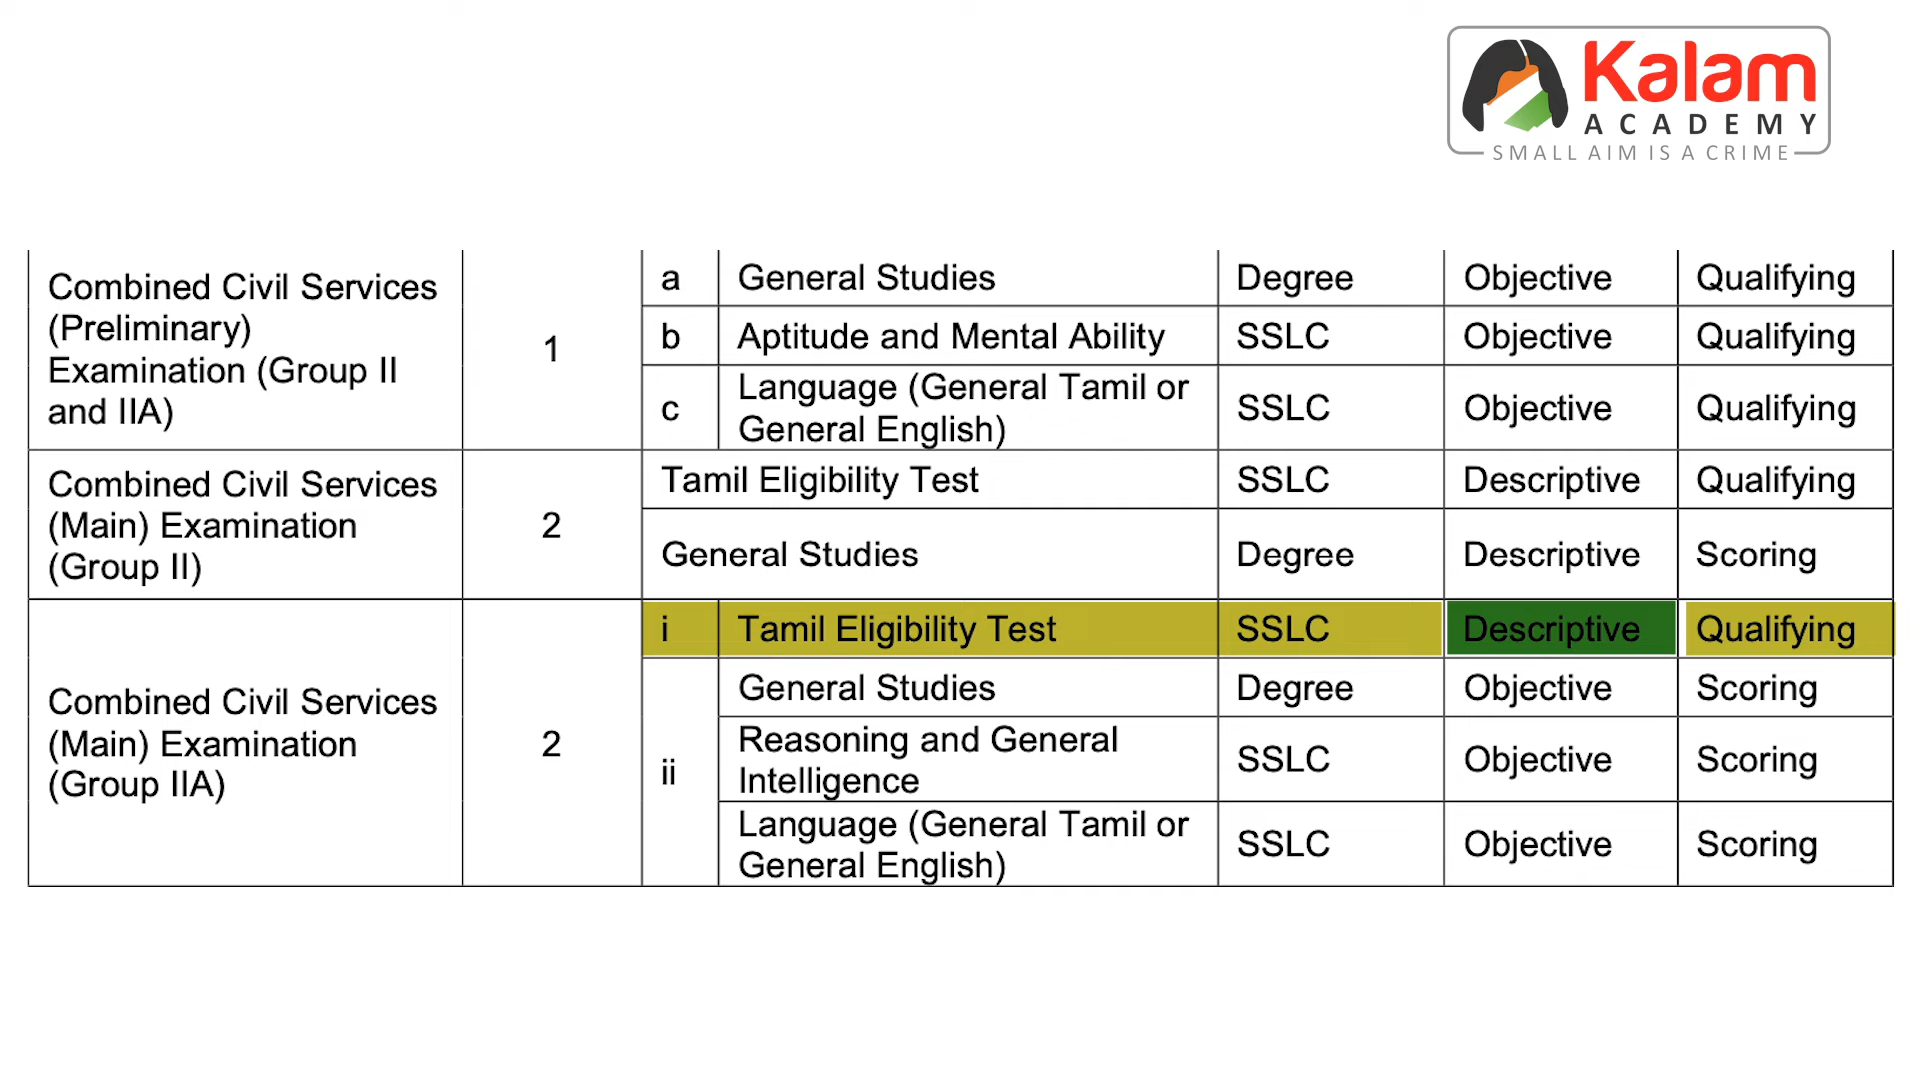 Kalam
ACADEMY
SMALL AIM IS A CRIME
Combined Civil Services
(Preliminary)
Examination (Group II
and IIA)
1
a
General Studies
Degree
Objective
Qualifying
b
Aptitude and Mental Ability
SSLC
Objective
Qualifying
c
Language (General Tamil or
General English)
SSLC
Objective
Qualifying
Combined Civil Services
(Main) Examination
(Group II)
2
Tamil Eligibility Test
SSLC
Descriptive
Qualifying
General Studies
Degree
Descriptive
Scoring
Combined Civil Services
(Main) Examination
(Group IIA)
2
i
Tamil Eligibility Test
SSLC
Descriptive
Qualifying
ii
General Studies
Degree
Objective
Scoring
Reasoning and General
Intelligence
SSLC
Objective
Scoring
Language (General Tamil or
General English)
SSLC
Objective
Scoring